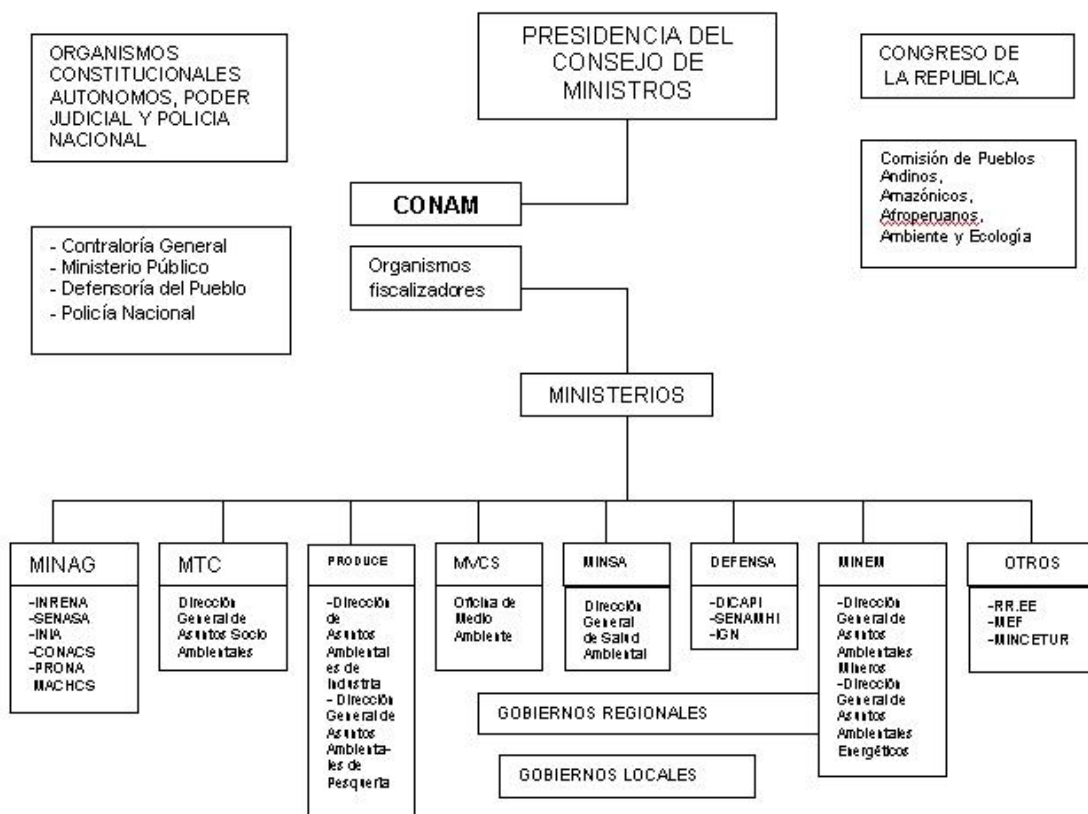 ORGANISMOS
CONSTITUCIONALES
AUTONOMOS, PODER
JUDICIAL Y POLICIA
NACIONAL
PRESIDENCIA DEL
CONSEJO DE
MINISTROS
CONGRESO DE
LA REPUBLICA
Comisión de Pueblos
Andinos,
Amazónicos,
Afroperuanos,
Ambiente y Ecología
CONAM
- Contraloría General
- Ministerio Público
- Defensoría del Pueblo
- Policía Nacional
Organismos
fiscalizadores
MINISTERIOS
MINAG
-INRENA
-SENASA
-INIA
-CONACS
-PRONA
MACHCS
MTC
Dirección
General de
Asuntos Socio
Ambientales
PRODUCE
-Dirección
de
Asuntos
Ambiental
es de
Industria
- Dirección
General de
Asuntos
Ambienta-
les de
Pesquería
MVCS
Oficina de
Medio
Ambiente
MINSA
Dirección
General
de Salud
Ambiental
DEFENSA
-DICAPI
-SENAMHI
-IGN
MINEM
-Dirección
General de
Asuntos
Ambientales
Mineros
-Dirección
General de
Asuntos
Ambientales
Energéticos
OTROS
-RR.EE
-MEF
-MINCETUR
GOBIERNOS REGIONALES
GOBIERNOS LOCALES